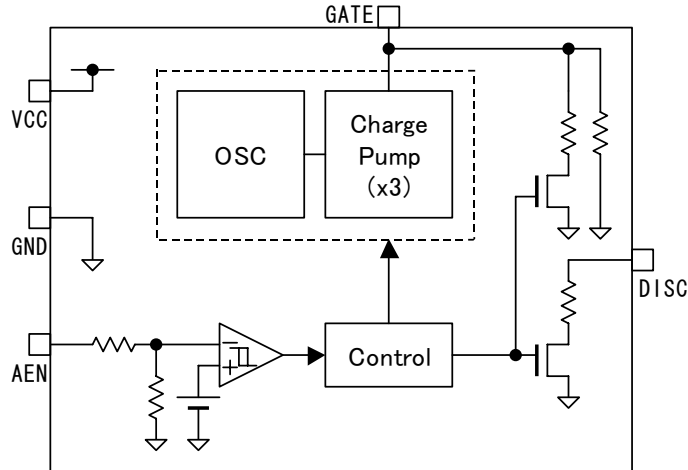 GATE
VCC
OSC
Charge
Pump
(x3)
GND
DISC
AEN
−
+
Control